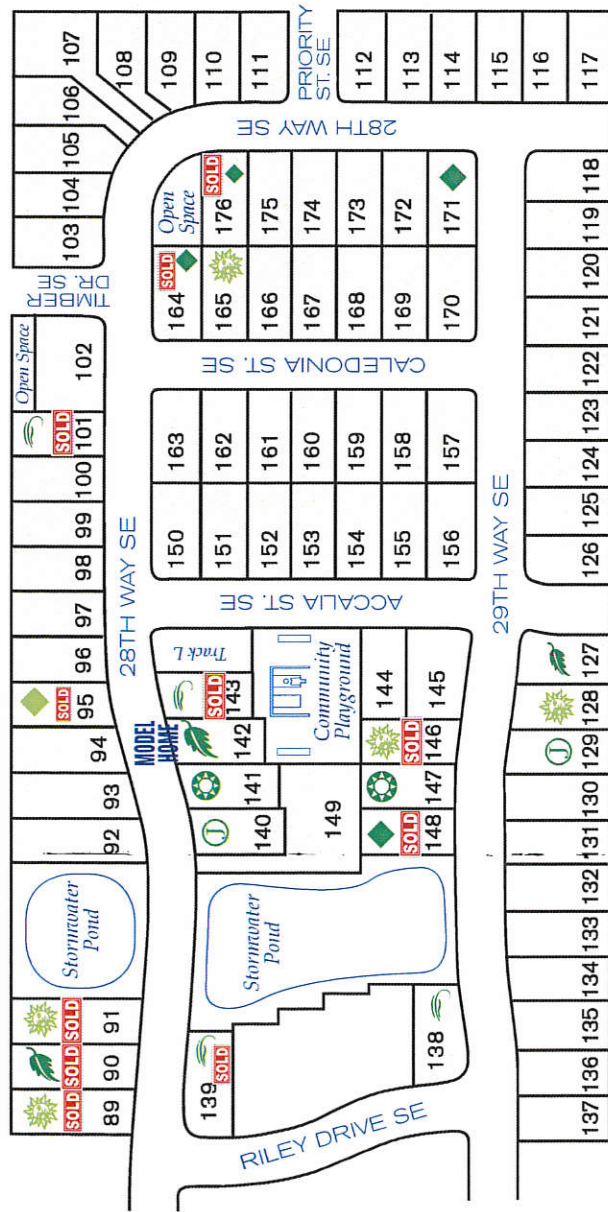 89 SOLD
90 SOLD
91 SOLD
Stormwater
Pond
92
93
94
95 SOLD
96
97
98
99
100
101 SOLD
102
Open Space
TIMBER
DR. SE
103
104
105
106
107
108
109
110
111
PRIORITY
ST. SE
112
113
114
115
116
117
28TH WAY SE
MODEL
HOME
28TH WAY SE
Open
Space
164 SOLD
176 SOLD
165
175
166
174
167
173
168
172
169
171
170
CALEDONIA ST. SE
163
162
161
160
159
158
157
150
151
152
153
154
155
156
ACCALIA ST. SE
Track L
143 SOLD
142
141
140
Community
Playground
144
145
146 SOLD
147
148 SOLD
149
Stormwater
Pond
139 SOLD
138
RILEY DRIVE SE
29TH WAY SE
118
119
120
121
122
123
124
125
126
127
128
129
J
130
131
132
133
134
135
136
137
J